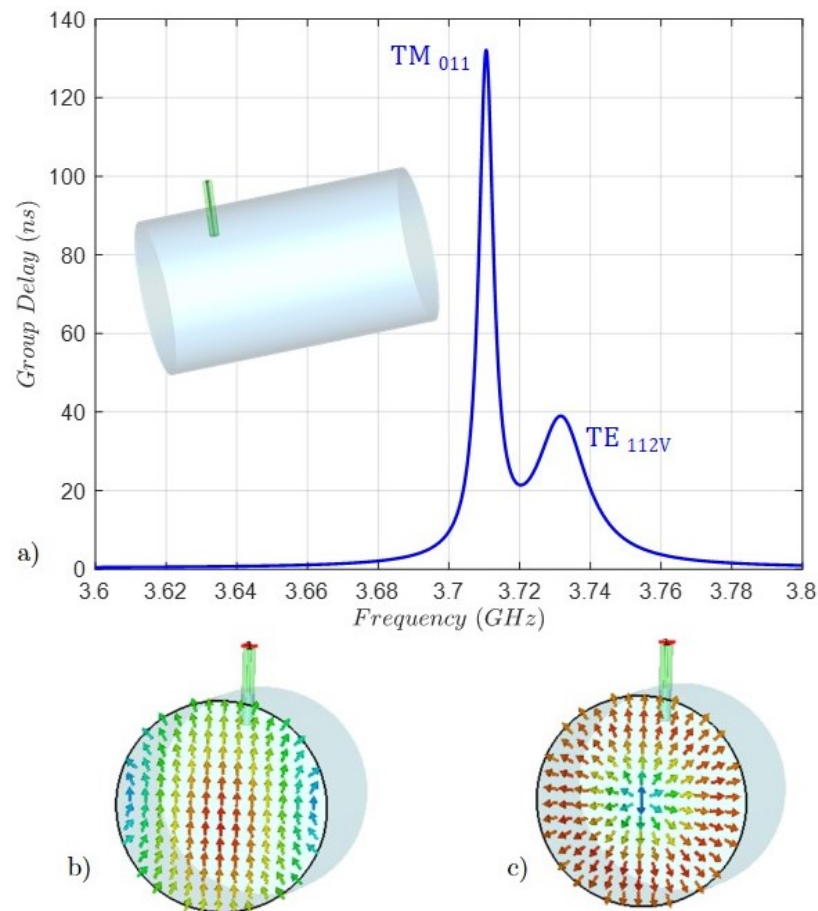 140
120
100
80
60
40
20
0
Group Delay (ns)
TM 011
TE 112V
a)
3.6 3.62 3.64 3.66 3.68 3.7 3.72 3.74 3.76 3.78 3.8
Frequency (GHz)
b)
c)